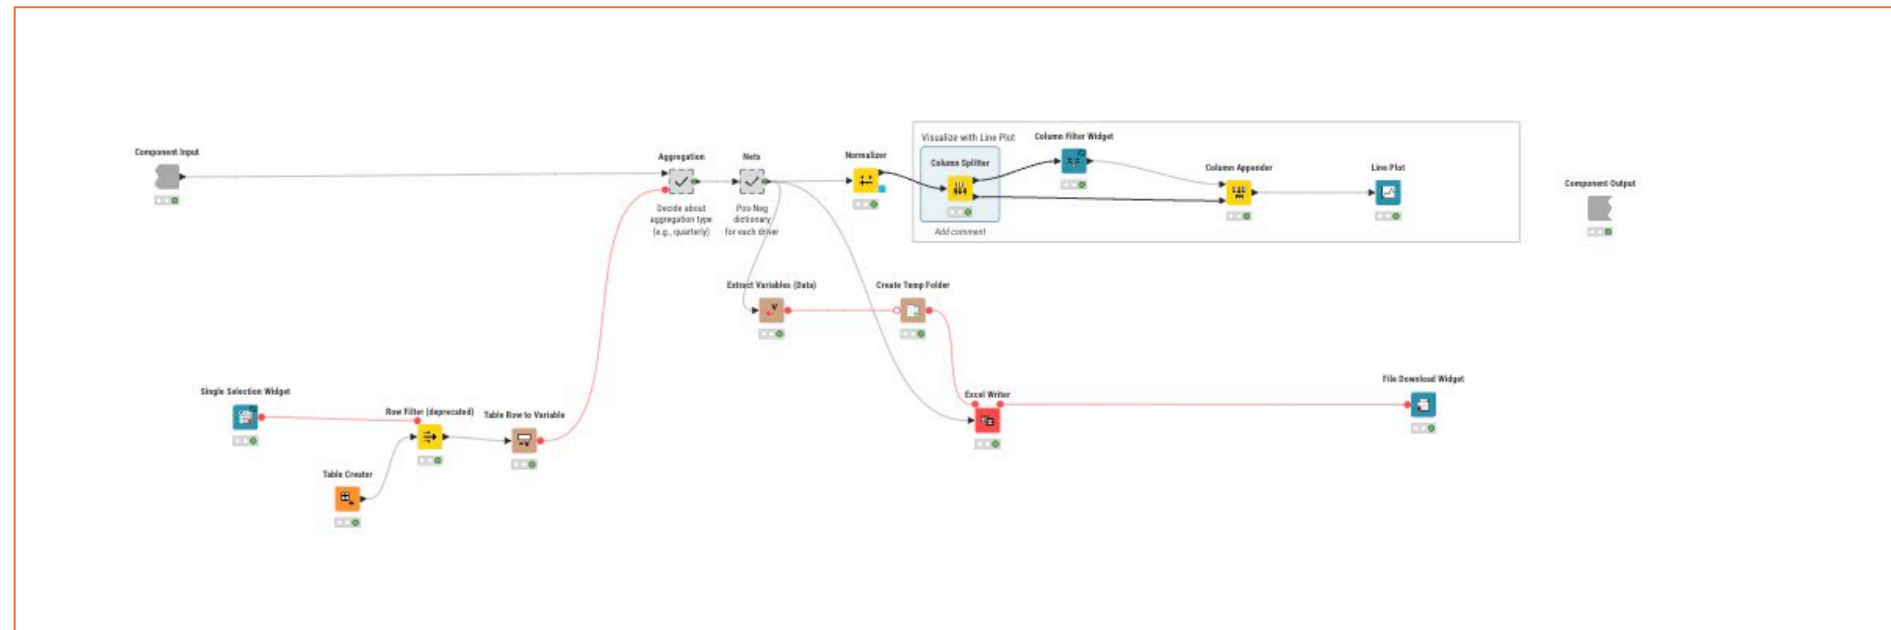 Component Input
Aggregation
Decide about
aggregation type
(e.g., quarterly)
Nets
Pos-Neg
dictionary
for each driver
Normalizer
Visualize with Line Plot
Column Splitter
Add comment
Column Filter Widget
Column Appender
Line Plot
Component Output
Extract Variables (Data)
Create Temp Folder
Single Selection Widget
Row Filter (deprecated)
Table Row to Variable
Table Creator
Excel Writer
File Download Widget